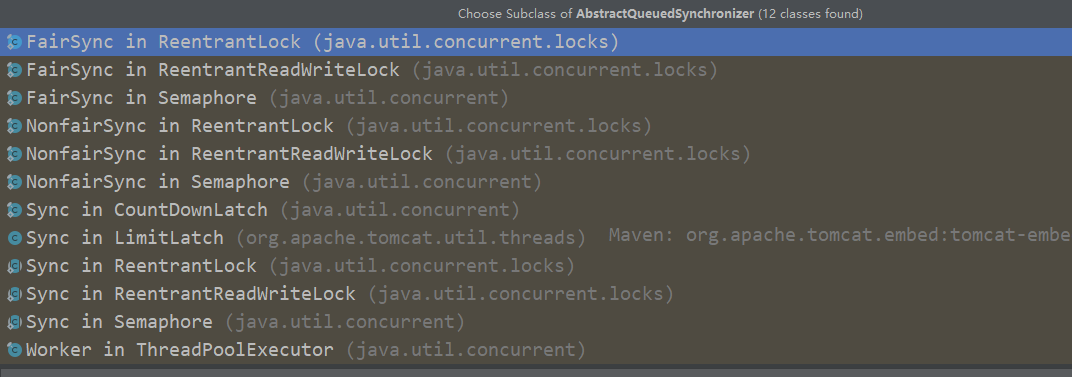 Choose Subclass of AbstractQueuedSynchronizer (12 classes found)
FairSync in ReentrantLock (java.util.concurrent.locks)
FairSync in ReentrantReadWriteLock (java.util.concurrent.locks)
FairSync in Semaphore (java.util.concurrent)
NonfairSync in ReentrantLock (java.util.concurrent.locks)
NonfairSync in ReentrantReadWriteLock (java.util.concurrent.locks)
NonfairSync in Semaphore (java.util.concurrent)
Sync in CountDownLatch (java.util.concurrent)
Sync in LimitLatch (org.apache.tomcat.util.threads) Maven: org.apache.tomcat.embed:tomcat-embe
Sync in ReentrantLock (java.util.concurrent.locks)
Sync in ReentrantReadWriteLock (java.util.concurrent.locks)
Sync in Semaphore (java.util.concurrent)
Worker in ThreadPoolExecutor (java.util.concurrent)